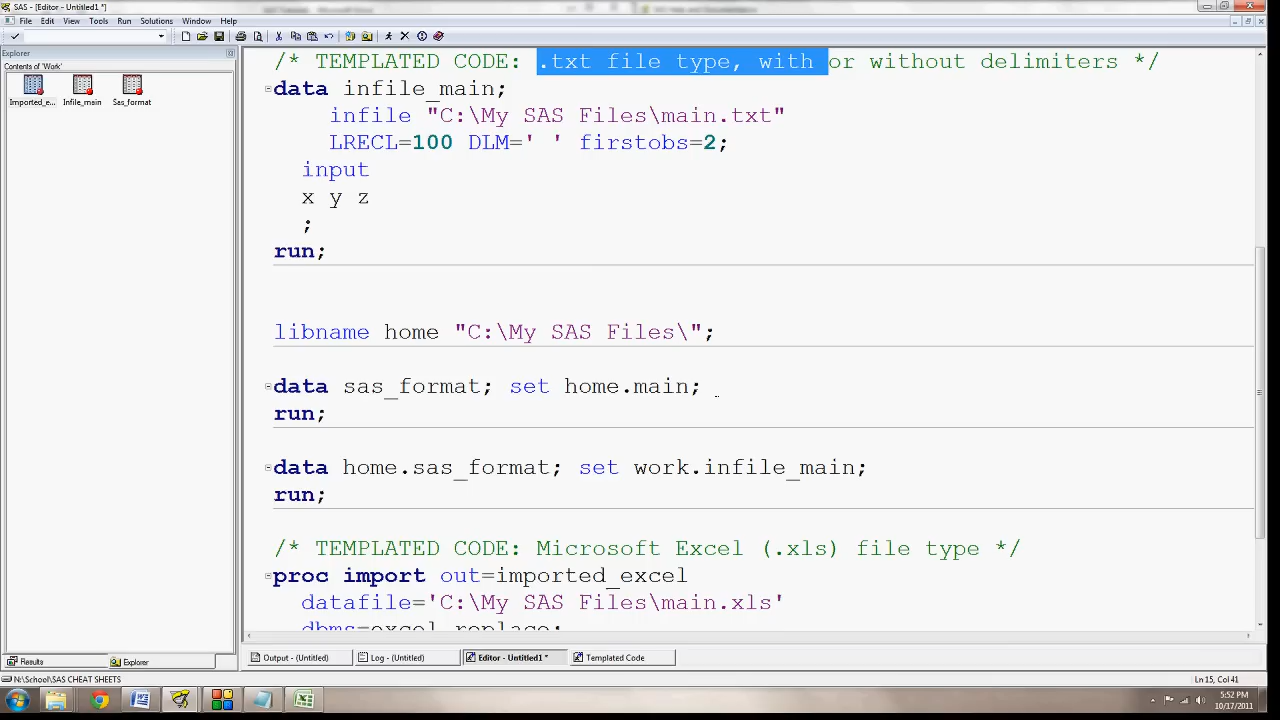 SAS - [Editor - Untitled1 *]
File Edit View Tools Run Solutions Window Help
Explorer
Contents of 'Work'
Imported_e... Infile_main Sas_format
/* TEMPLATED CODE: .txt file type, with or without delimiters */
data infile_main;
infile "C:\My SAS Files\main.txt"
LRECL=100 DLM=' ' firstobs=2;
input
x y z
;
run;
libname home "C:\My SAS Files\";
data sas_format; set home.main;
run;
data home.sas_format; set work.infile_main;
run;
/* TEMPLATED CODE: Microsoft Excel (.xls) file type */
proc import out=imported_excel
datafile='C:\My SAS Files\main.xls'
dbms=excel replace;
Results Explorer
Output - (Untitled) Log - (Untitled) Editor - Untitled1 * Templated Code
N:\School\SAS CHEAT SHEETS
Ln 15, Col 41
5:52 PM
10/17/2011